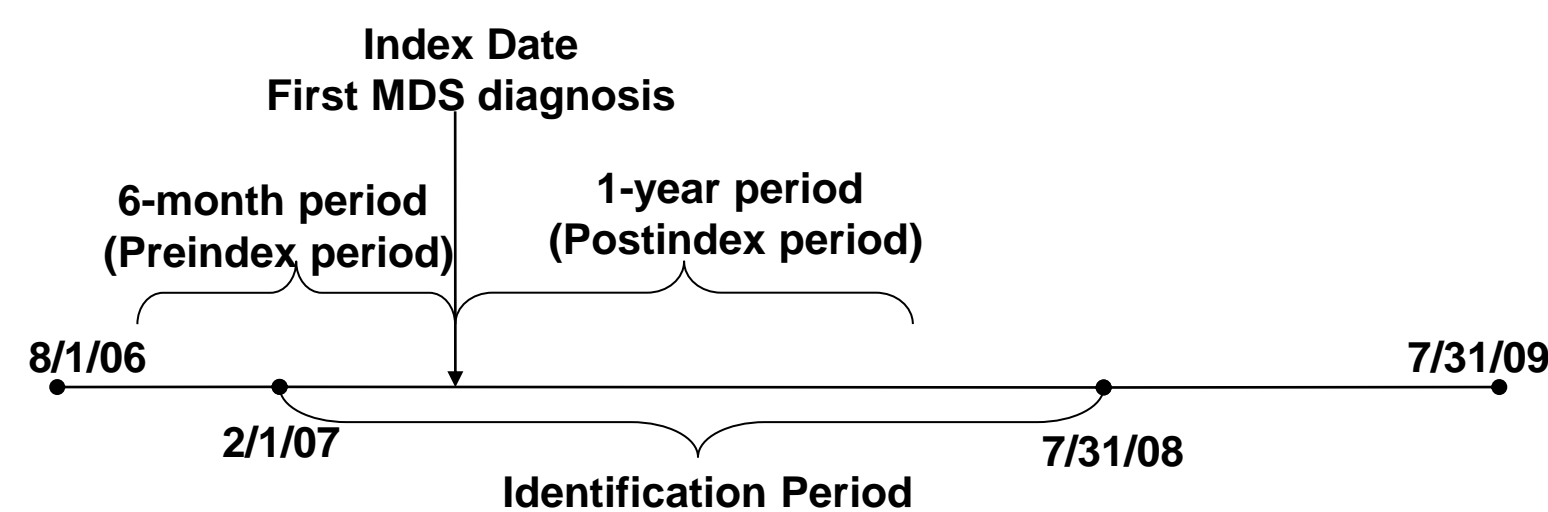 Index Date
First MDS diagnosis
6-month period
(Preindex period)
1-year period
(Postindex period)
8/1/06
7/31/09
2/1/07
7/31/08
Identification Period